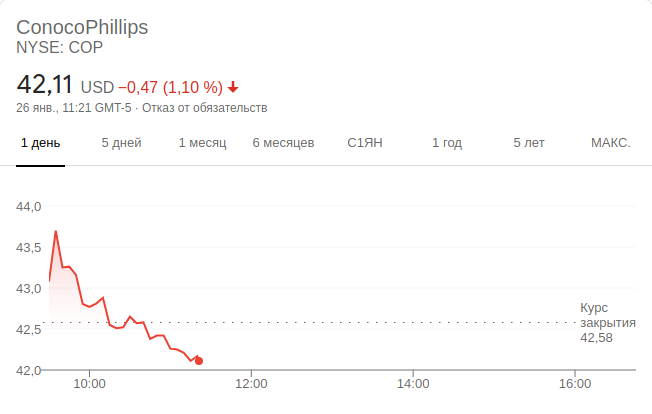 ConocoPhillips
NYSE: COP
42,11 USD −0,47 (1,10 %)
26 янв., 11:21 GMT-5 · Отказ от обязательств
1 день 5 дней 1 месяц 6 месяцев С1ЯН 1 год 5 лет МАКС.
44,0
43,5
43,0
42,5
42,0
Курс
закрытия
42,58
10:00 12:00 14:00 16:00